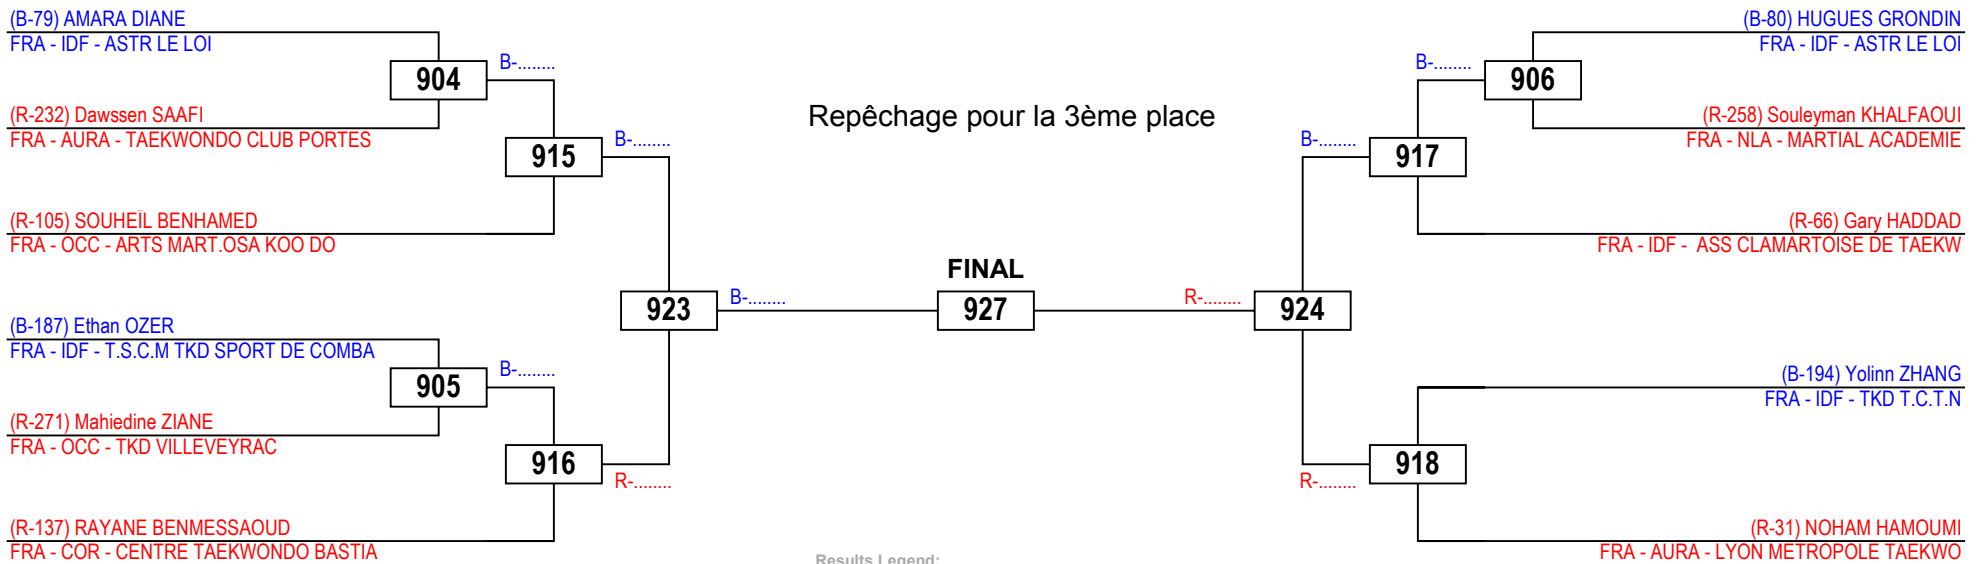 (B-79) AMARA DIANE
FRA - IDF - ASTR LE LOI
904
B-........
(R-232) Dawssen SAAFI
FRA - AURA - TAEKWONDO CLUB PORTES
915
B-........
(R-105) SOUHEÏL BENHAMED
FRA - OCC - ARTS MART.OSA KOO DO
923
B-........
(B-187) Ethan OZER
FRA - IDF - T.S.C.M TKD SPORT DE COMBA
905
B-........
(R-271) Mahiedine ZIANE
FRA - OCC - TKD VILLEVEYRAC
916
R-........
(R-137) RAYANE BENMESSAOUD
FRA - COR - CENTRE TAEKWONDO BASTIA
Repêchage pour la 3ème place
FINAL
927
Results Legend:
(B-80) HUGUES GRONDIN
FRA - IDF - ASTR LE LOI
B-........
906
(R-258) Souleyman KHALFAOUI
FRA - NLA - MARTIAL ACADEMIE
B-........
917
(R-66) Gary HADDAD
FRA - IDF - ASS CLAMARTOISE DE TAEKW
R-........
924
(B-194) Yolinn ZHANG
FRA - IDF - TKD T.C.T.N
918
R-........
(R-31) NOHAM HAMOUMI
FRA - AURA - LYON METROPOLE TAEKWO